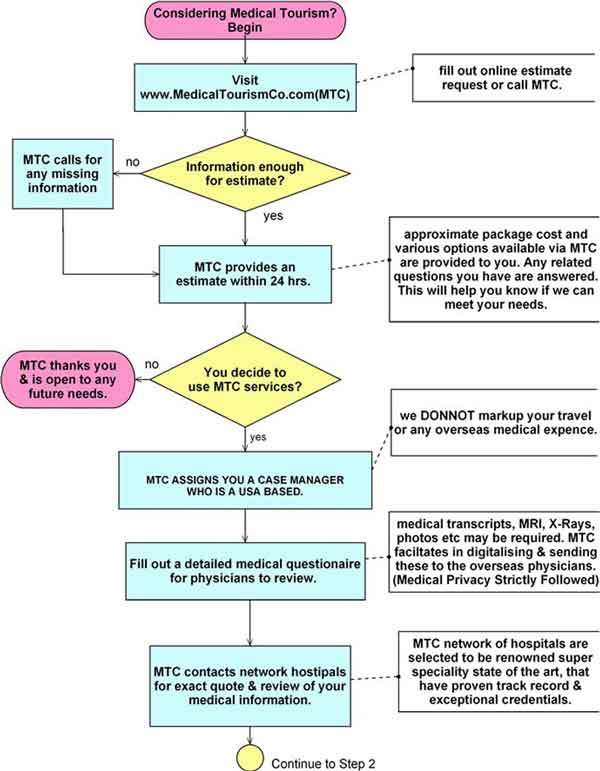 Considering Medical Tourism?
Begin
Visit
www.MedicalTourismCo.com(MTC)
fill out online estimate
request or call MTC.
Information enough
for estimate?
no
MTC calls for
any missing
information
yes
MTC provides an
estimate within 24 hrs.
approximate package cost and
various options available via MTC
are provided to you. Any related
questions you have are answered.
This will help you know if we can
meet your needs.
You decide to
use MTC services?
no
MTC thanks you
& is open to any
future needs.
yes
we DONNOT markup your travel
or any overseas medical expence.
MTC ASSIGNS YOU A CASE MANAGER
WHO IS A USA BASED.
medical transcripts, MRI, X-Rays,
photos etc may be required. MTC
facitates in digitalising & sending
these to the overseas physicians.
(Medical Privacy Strictly Followed)
Fill out a detailed medical questionaire
for physicians to review.
MTC contacts network hostipals
for exact quote & review of your
medical information.
MTC network of hospitals are
selected to be renowned super
speciality state of the art, that
have proven track record &
exceptional credentials.
Continue to Step 2